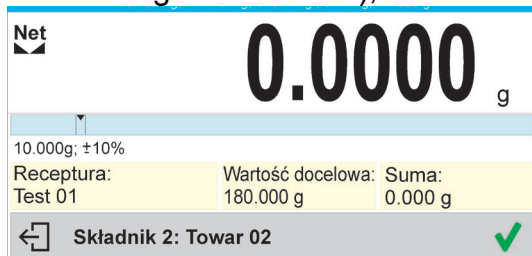 Net
0.0000 g
10.000g; ±10%
Receptura: Wartość docelowa: Suma:
Test 01 180.000 g 0.000 g
Składnik 2: Towar 02